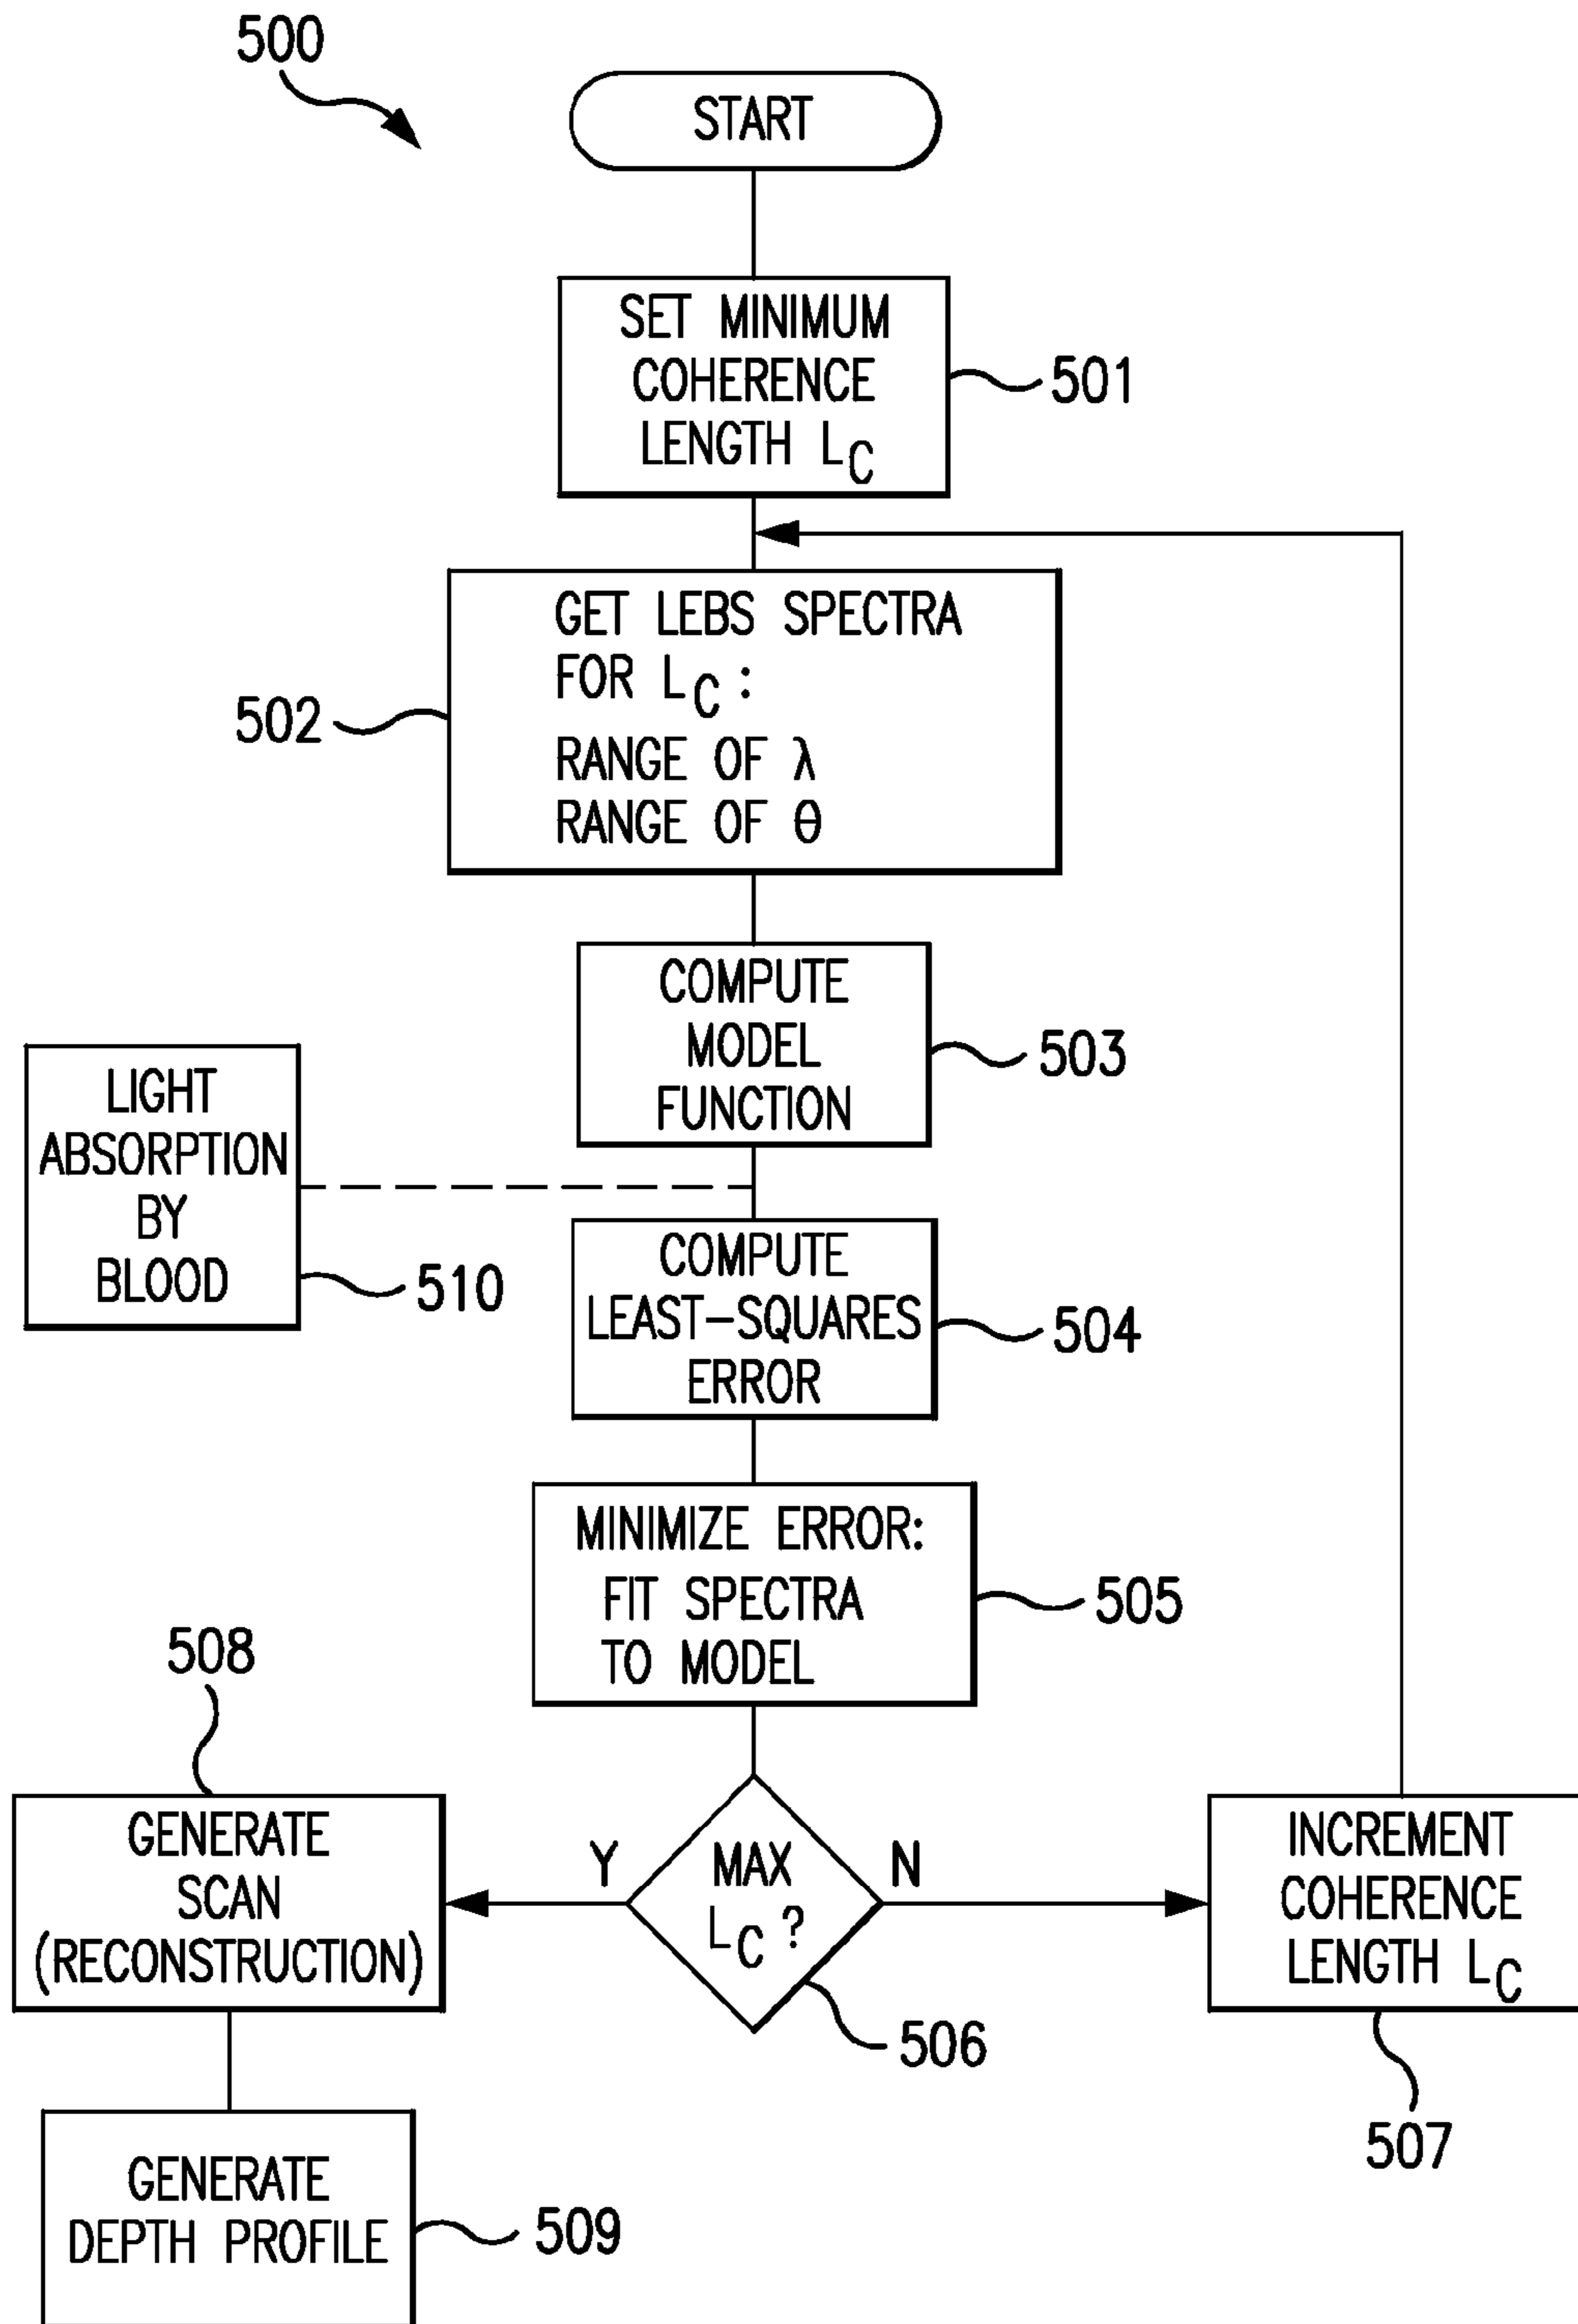 500
START
SET MINIMUM
COHERENCE
LENGTH LC
501
GET LEBS SPECTRA
FOR LC :
RANGE OF λ
RANGE OF θ
502
COMPUTE
MODEL
FUNCTION
503
LIGHT
ABSORPTION
BY
BLOOD
510
COMPUTE
LEAST-SQUARES
ERROR
504
MINIMIZE ERROR:
FIT SPECTRA
TO MODEL
505
508
GENERATE
SCAN
(RECONSTRUCTION)
Y
MAX
LC ?
N
506
INCREMENT
COHERENCE
LENGTH LC
507
GENERATE
DEPTH PROFILE
509